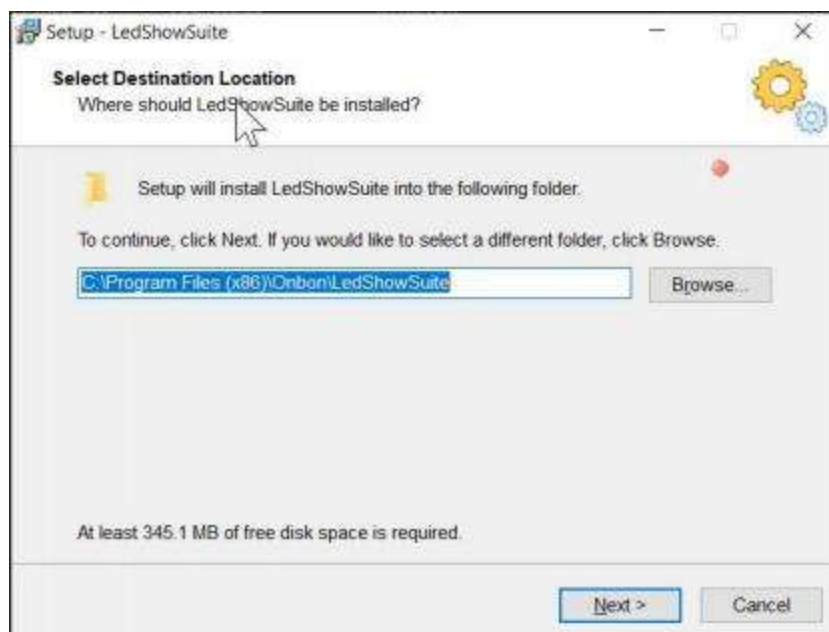 Setup - LedShowSuite
Select Destination Location
Where should LedShowSuite be installed?
Setup will install LedShowSuite into the following folder.
To continue, click Next. If you would like to select a different folder, click Browse.
C:\Program Files (x86)\Onbon\LedShowSuite
Browse...
At least 345.1 MB of free disk space is required.
Next >
Cancel